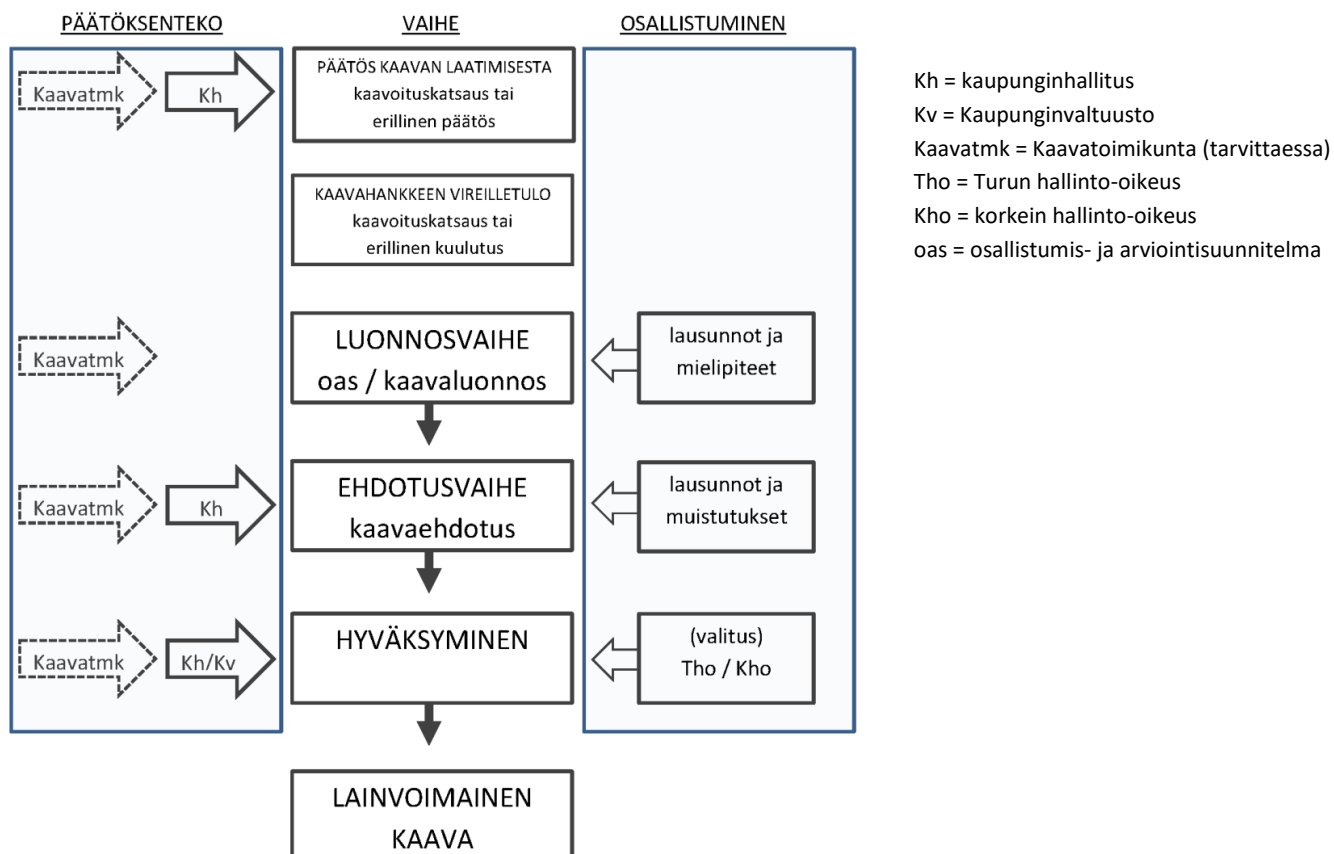 PÄÄTÖKSENTEKO
VAIHE
OSALLISTUMINEN
Kaavatmk
Kh
PÄÄTÖS KAAVAN LAATIMISESTA
kaavoituskatsaus tai
erillinen päätös
KAAVAHANKKEEN VIREILLETULO
kaavoituskatsaus tai
erillinen kuulutus
Kaavatmk
LUONNOSVAIHE
oas / kaavaluonnos
lausunnot ja
mielipiteet
Kaavatmk
Kh
EHDOTUSVAIHE
kaavaehdotus
lausunnot ja
muistutukset
Kaavatmk
Kh/Kv
HYVÄKSYMINEN
(valitus)
Tho / Kho
LAINVOIMAINEN
KAAVA
Kh = kaupunginhallitus
Kv = Kaupunginvaltuusto
Kaavatmk = Kaavatoimikunta (tarvittaessa)
Tho = Turun hallinto-oikeus
Kho = korkein hallinto-oikeus
oas = osallistumis- ja arviointisuunnitelma